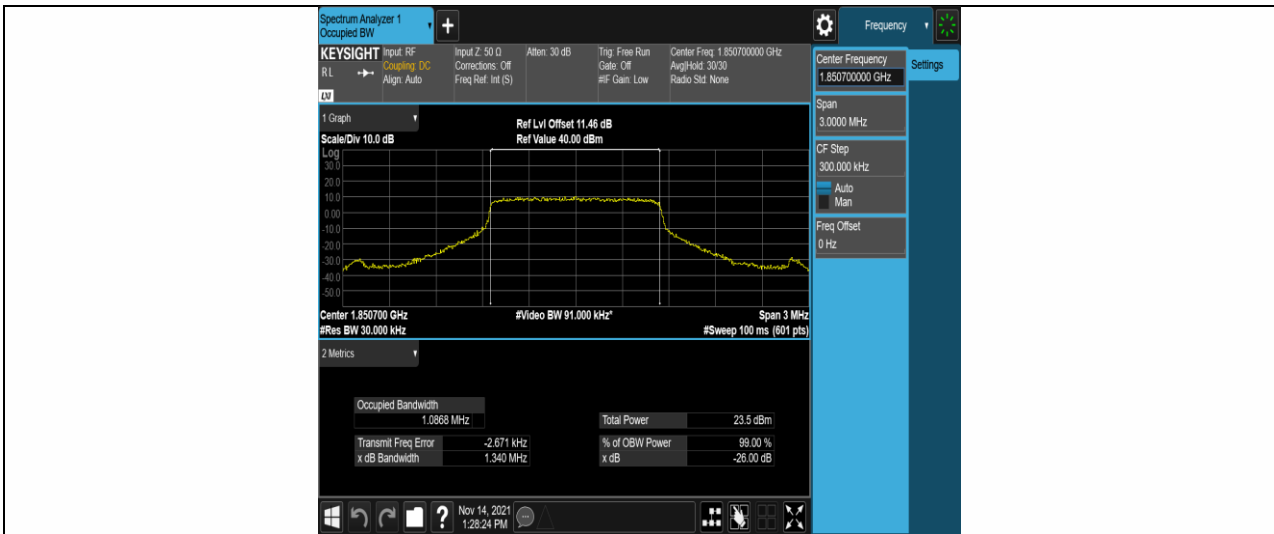 Spectrum Analyzer 1
Occupied BW
+
Frequency
KEYSIGHT
R L
LXI
Input: RF
Coupling: DC
Align: Auto
Input Z: 50 Ω
Corrections: Off
Freq Ref: Int (S)
Atten: 30 dB
Trig: Free Run
Gate: Off
#IF Gain: Low
Center Freq: 1.850700000 GHz
Avg|Hold: 30/30
Radio Std: None
Center Frequency
1.850700000 GHz
Settings
Span
3.0000 MHz
CF Step
300.000 kHz
Auto
Man
Freq Offset
0 Hz
1 Graph
Scale/Div 10.0 dB
Ref Lvl Offset 11.46 dB
Ref Value 40.00 dBm
Log
30.0
20.0
10.0
0.00
-10.0
-20.0
-30.0
-40.0
-50.0
Center 1.850700 GHz
#Video BW 91.000 kHz*
Span 3 MHz
#Res BW 30.000 kHz
#Sweep 100 ms (601 pts)
2 Metrics
Occupied Bandwidth
1.0868 MHz
Total Power 23.5 dBm
Transmit Freq Error -2.671 kHz
% of OBW Power 99.00 %
x dB Bandwidth 1.340 MHz
x dB -26.00 dB
?
Nov 14, 2021
1:28:24 PM